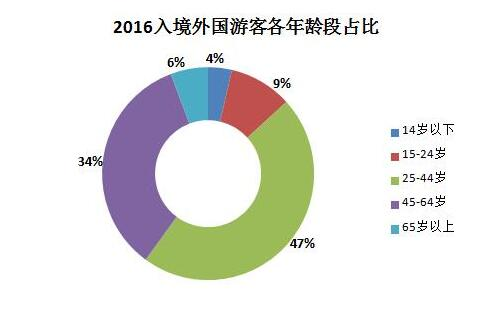 2016入境外国游客各年龄段占比
4%
9%
47%
34%
6%
14岁以下
15-24岁
25-44岁
45-64岁
65岁以上